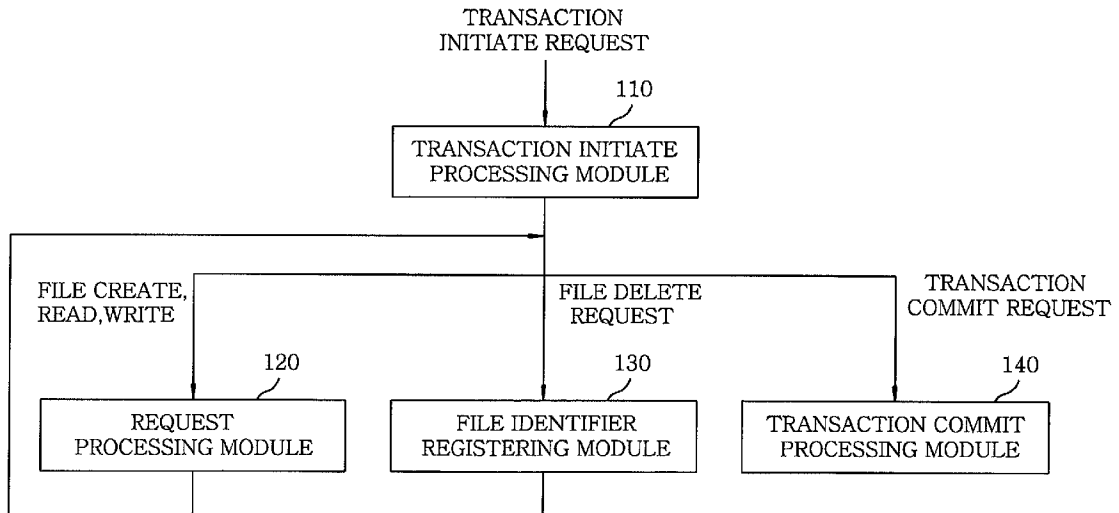 TRANSACTION
INITIATE REQUEST
110
TRANSACTION INITIATE
PROCESSING MODULE
FILE CREATE,
READ,WRITE
FILE DELETE
REQUEST
TRANSACTION
COMMIT REQUEST
120
REQUEST
PROCESSING MODULE
130
FILE IDENTIFIER
REGISTERING MODULE
140
TRANSACTION COMMIT
PROCESSING MODULE